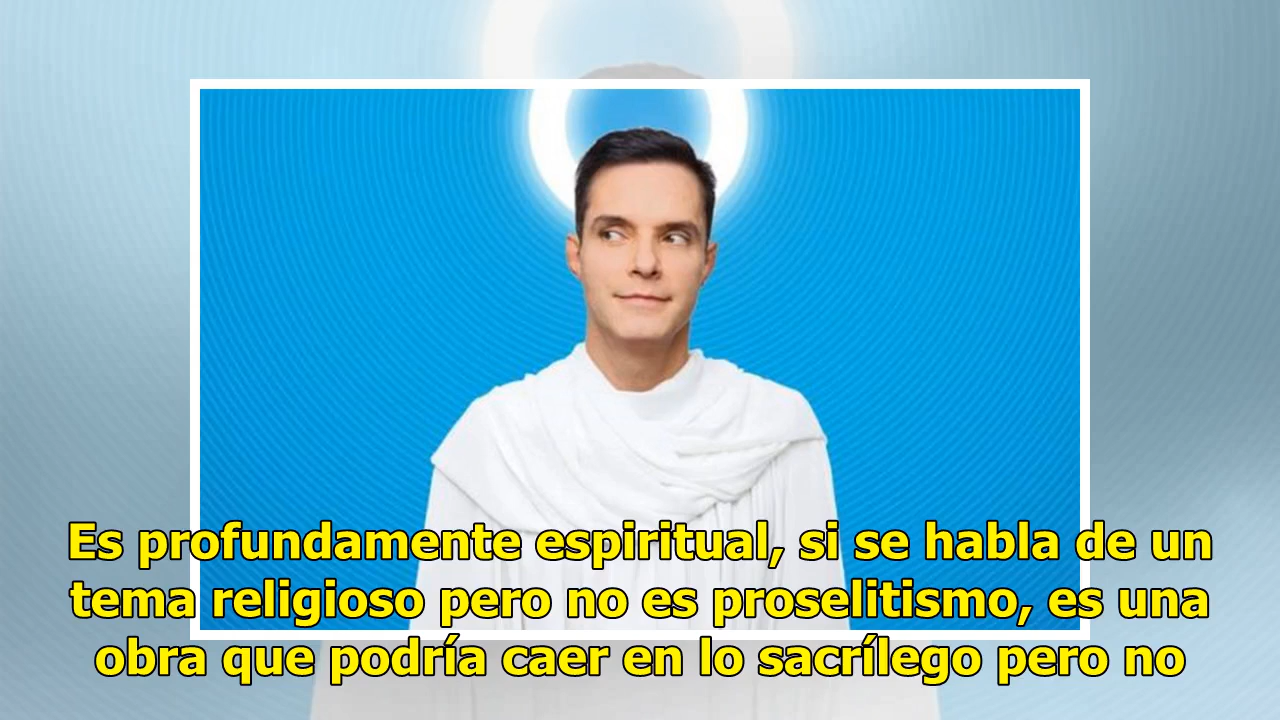 Es profundamente espiritual, si se habla de un
tema religioso pero no es proselitismo, es una
obra que podría caer en lo sacrílego pero no